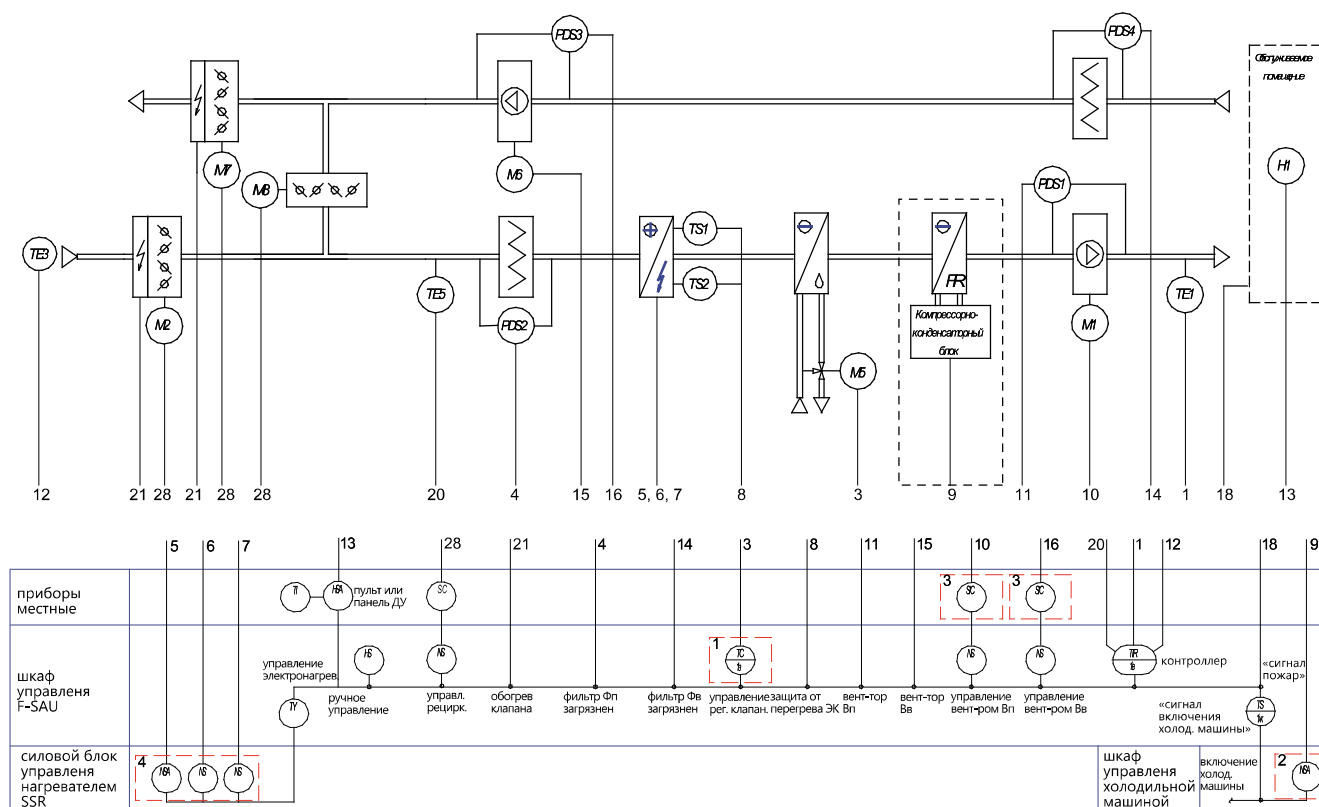 PDS3
PDS4
Обслуживаемое
помещение
M7
M8
M6
H1
PDS1
TE3
TS1
TS2
TE5
M2
PDS2
FR
Компрессорно-
конденсаторный
блок
TE1
M1
M5
12 21 28 21 28 28 20 4 15 16 5, 6, 7 8 3 9 11 10 14 1 18 13
5 6 7 13 28 21 4 14 3 8 11 15 10 16 20 1 12 18 9
приборы
местные
TI
HSA
пульт или
панель ДУ
SC
3
SC
3
SC
шкаф
управленя
F-SAU
управление
электронагрев.
HS
NS
1
TC
1в
NS
NS
TIR
1в
контроллер
«сигнал
пожар»
TY
ручное
управление
управл.
рецирк.
обогрев
клапана
фильтр Фп
загрязнен
фильтр Фв
загрязнен
управление
рег. клапан.
защита от
перегрева ЭК
вент-тор
Вп
вент-тор
Вв
управление
вент-ром Вп
управление
вент-ром Вв
«сигнал
включения
холод. машины»
TS
1к
силовой блок
управленя
нагревателем
SSR
4
NSA
NS
NS
шкаф
управленя
холодильной
машиной
включение
холод.
машины
2
NSA